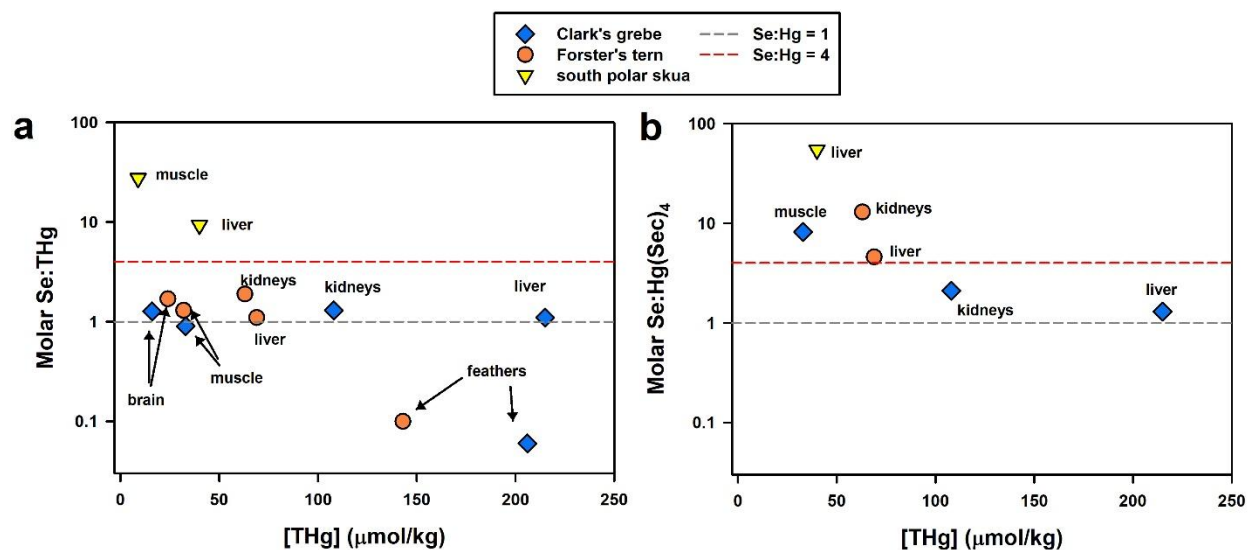 Clark's grebe
Forster's tern
south polar skua
Se:Hg = 1
Se:Hg = 4
a
100
10
1
0.1
Molar Se:THg
muscle
liver
kidneys
kidneys
liver
liver
muscle
brain
feathers
0
50
100
150
200
250
[THg] (μmol/kg)
b
100
10
1
0.1
Molar Se:Hg(Sec)₄
liver
muscle
kidneys
liver
kidneys
liver
0
50
100
150
200
250
[THg] (μmol/kg)